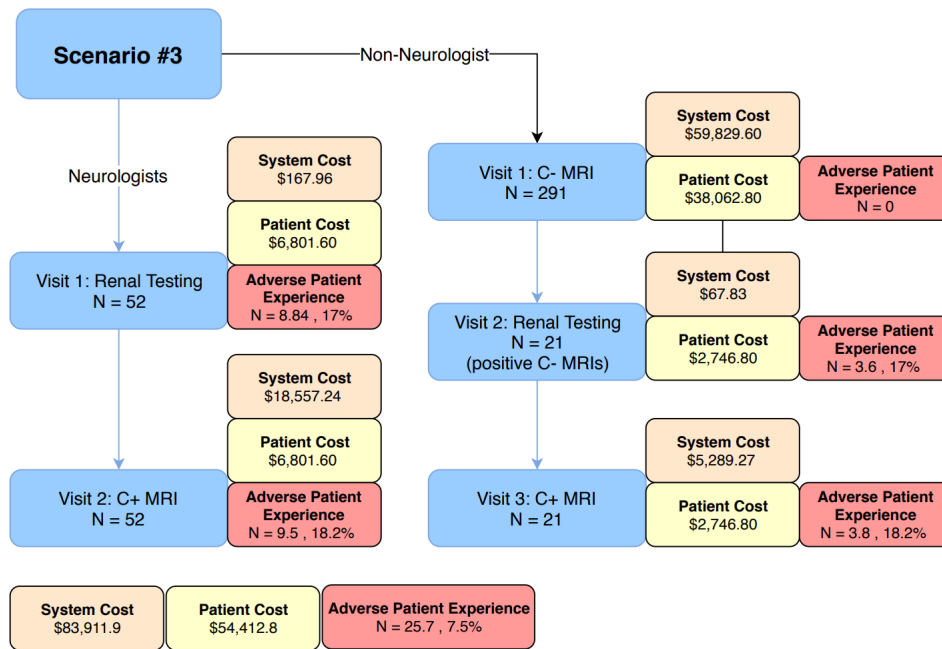 Scenario #3
Non-Neurologist
Neurologists
System Cost
$167.96
Patient Cost
$6,801.60
Visit 1: Renal Testing
N = 52
Adverse Patient
Experience
N = 8.84 , 17%
System Cost
$18,557.24
Patient Cost
$6,801.60
Visit 2: C+ MRI
N = 52
Adverse Patient
Experience
N = 9.5 , 18.2%
System Cost
$59,829.60
Visit 1: C- MRI
N = 291
Patient Cost
$38,062.80
Adverse Patient
Experience
N = 0
System Cost
$67.83
Visit 2: Renal Testing
N = 21
(positive C- MRIs)
Patient Cost
$2,746.80
Adverse Patient
Experience
N = 3.6 , 17%
System Cost
$5,289.27
Visit 3: C+ MRI
N = 21
Patient Cost
$2,746.80
Adverse Patient
Experience
N = 3.8 , 18.2%
System Cost
$83,911.9
Patient Cost
$54,412.8
Adverse Patient Experience
N = 25.7 , 7.5%